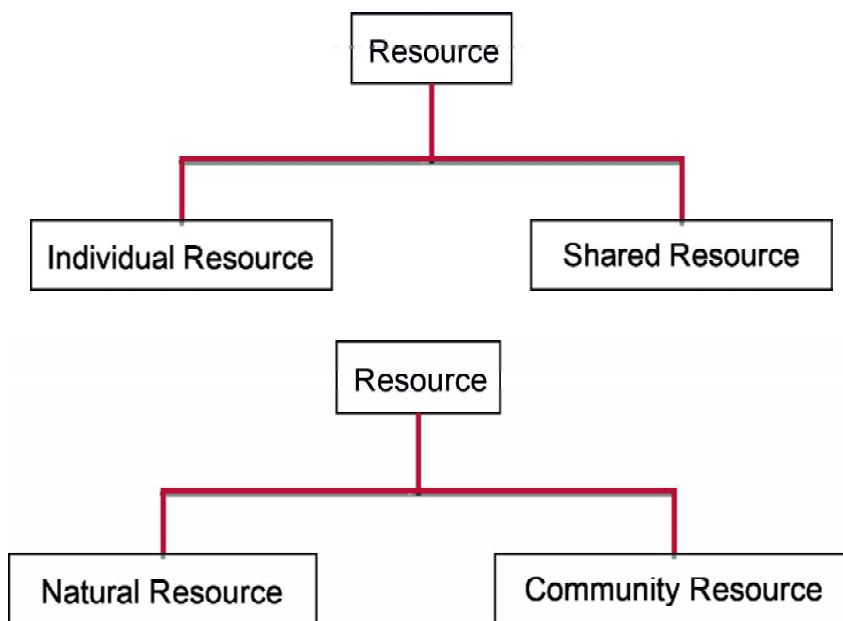 Resource
Individual Resource
Shared Resource
Resource
Natural Resource
Community Resource